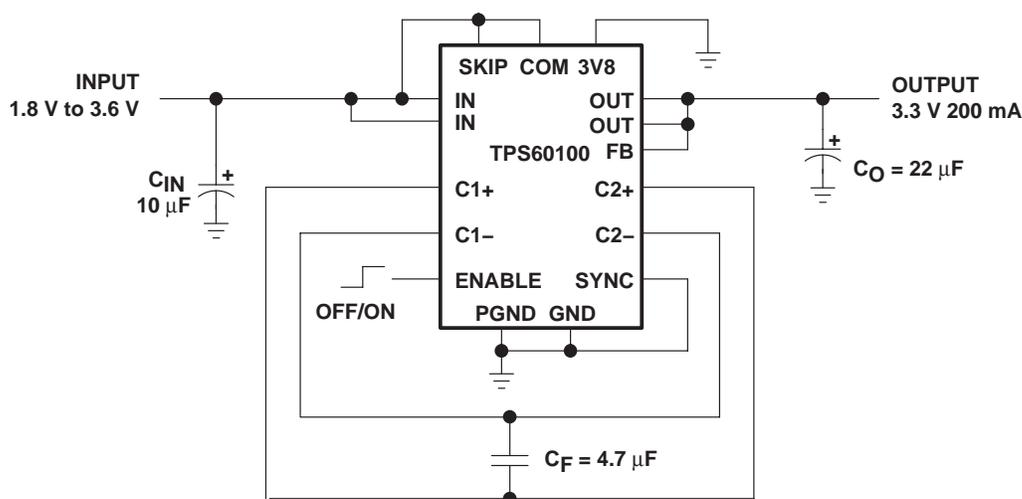 SKIP COM 3V8
INPUT
1.8 V to 3.6 V
IN
IN
OUT
OUT
FB
TPS60100
OUTPUT
3.3 V 200 mA
CIN
10 μF
+
+
CO = 22 μF
C1+
C2+
C1−
C2−
ENABLE
SYNC
OFF/ON
PGND GND
CF = 4.7 μF